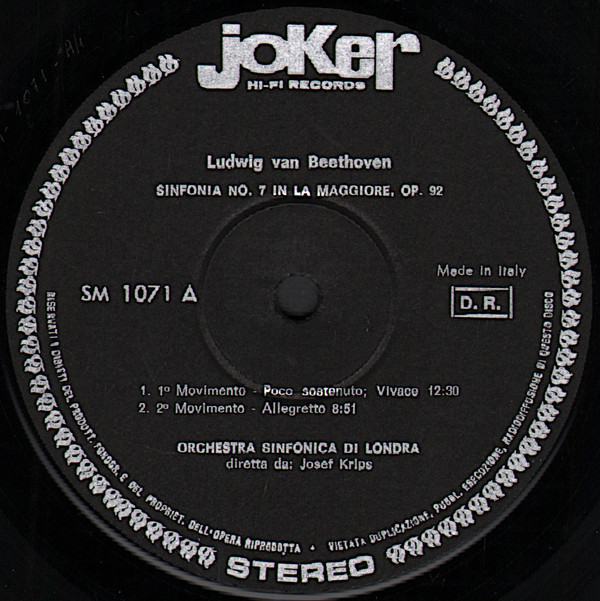 joKer
HI-FI RECORDS
Ludwig van Beethoven
SINFONIA NO. 7 IN LA MAGGIORE, OP. 92
SM 1071 A
Made in Italy
D. R.
1. 1º Movimento - Poco sostenuto; Vivace 12:30
2. 2º Movimento - Allegretto 8:51
ORCHESTRA SINFONICA DI LONDRA
diretta da: Josef Krips
RISERVATI I DIRITTI DEL PRODUTT. FONOGR. E DEL PROPRIET. DELL'OPERA RIPRODOTTA • VIETATA DUPLICAZIONE, PUBBL. ESECUZIONE, RADIODIFFUSIONE DI QUESTO DISCO
STEREO